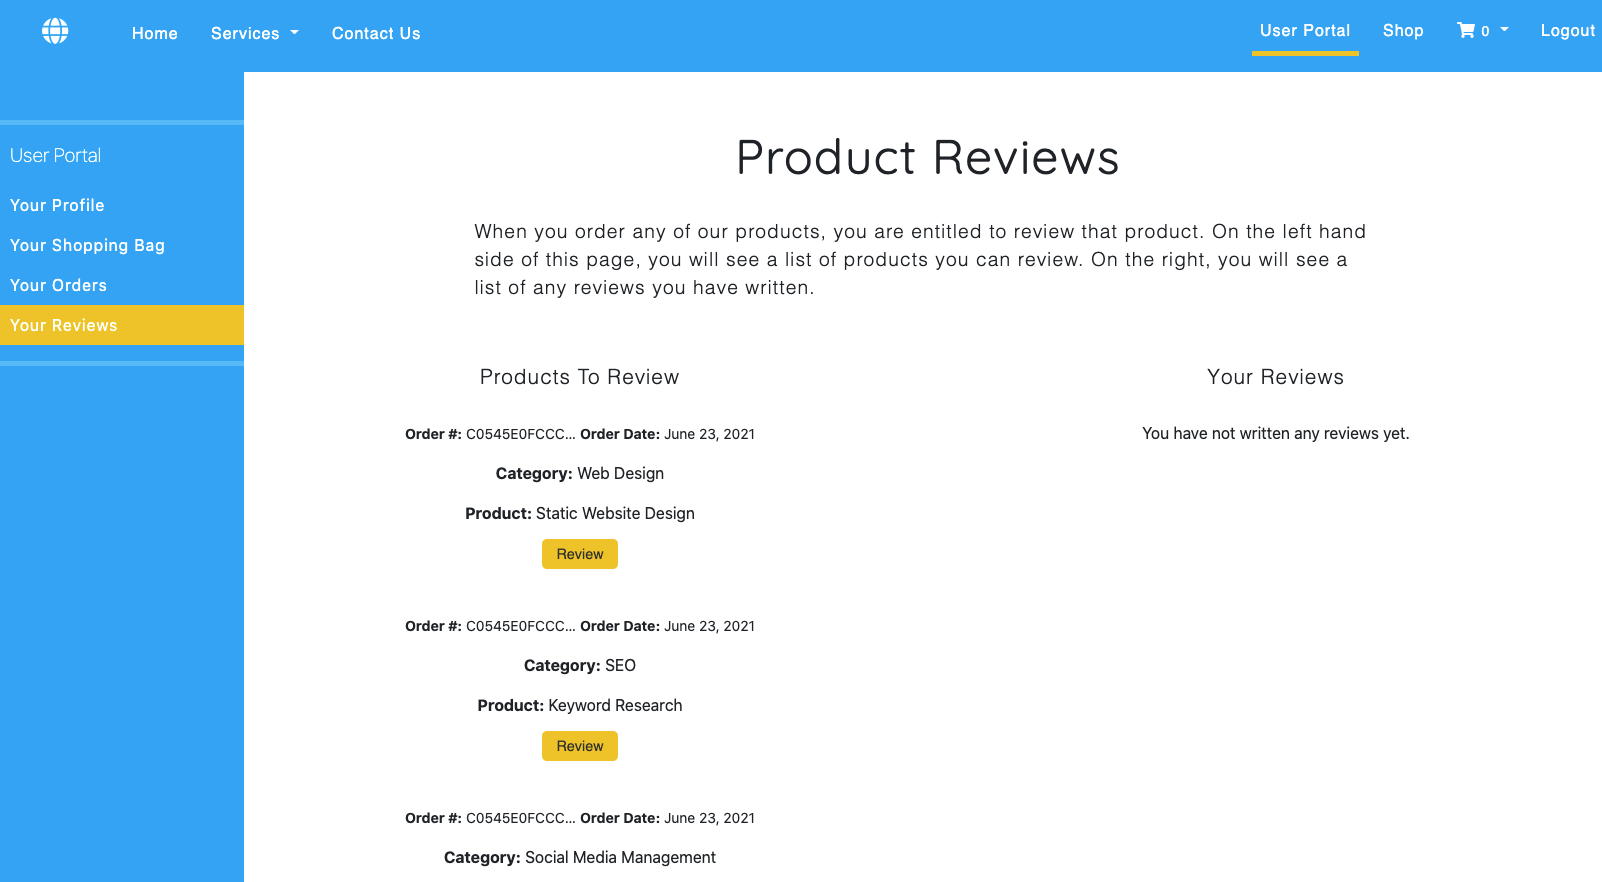 Home Services Contact Us User Portal Shop 0 Logout
User Portal
Your Profile
Your Shopping Bag
Your Orders
Your Reviews
Product Reviews
When you order any of our products, you are entitled to review that product. On the left hand
side of this page, you will see a list of products you can review. On the right, you will see a
list of any reviews you have written.
Products To Review
Order #: C0545E0FCCC... Order Date: June 23, 2021
Category: Web Design
Product: Static Website Design
Review
Order #: C0545E0FCCC... Order Date: June 23, 2021
Category: SEO
Product: Keyword Research
Review
Order #: C0545E0FCCC... Order Date: June 23, 2021
Category: Social Media Management
Your Reviews
You have not written any reviews yet.